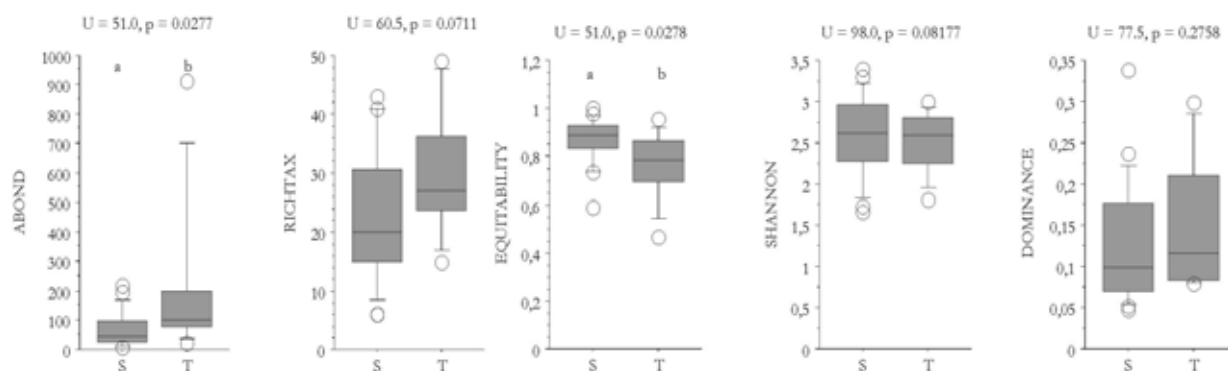 U = 51.0, p = 0.0277
a
b
1000
900
800
700
600
500
400
300
200
100
0
ABOND
S T
U = 60.5, p = 0.0711
50
40
30
20
10
0
RICHTAX
S T
U = 51.0, p = 0.0278
1,2
a
b
1
0,8
0,6
0,4
0,2
0
EQUITABILITY
S T
U = 98.0, p = 0.08177
3,5
3
2,5
2
1,5
1
0,5
0
SHANNON
S T
U = 77.5, p = 0.2758
0,35
0,3
0,25
0,2
0,15
0,1
0,05
DOMINANCE
S T